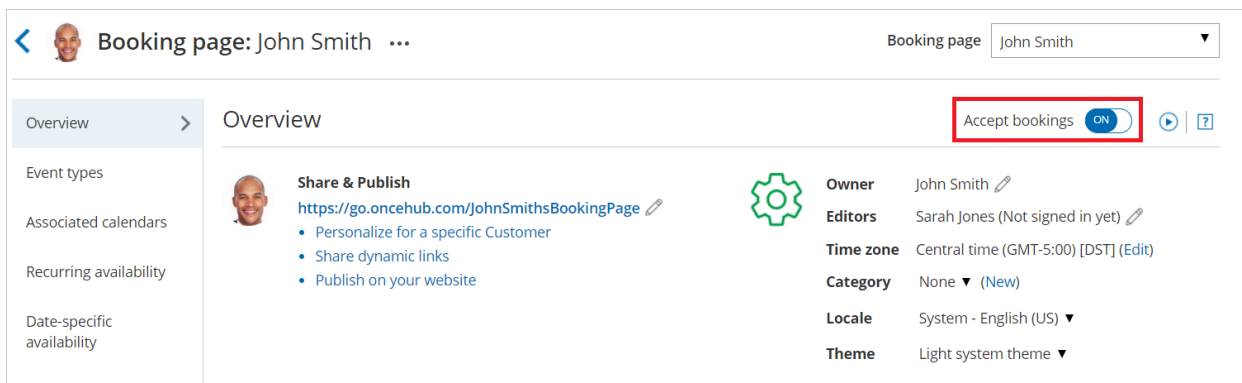 Booking page: John Smith ...
Booking page John Smith ▼
Overview
Event types
Associated calendars
Recurring availability
Date-specific
availability
Overview
Accept bookings ON
?
Share & Publish
https://go.oncehub.com/JohnSmithsBookingPage
• Personalize for a specific Customer
• Share dynamic links
• Publish on your website
Owner John Smith
Editors Sarah Jones (Not signed in yet)
Time zone Central time (GMT-5:00) [DST] (Edit)
Category None ▼ (New)
Locale System - English (US) ▼
Theme Light system theme ▼